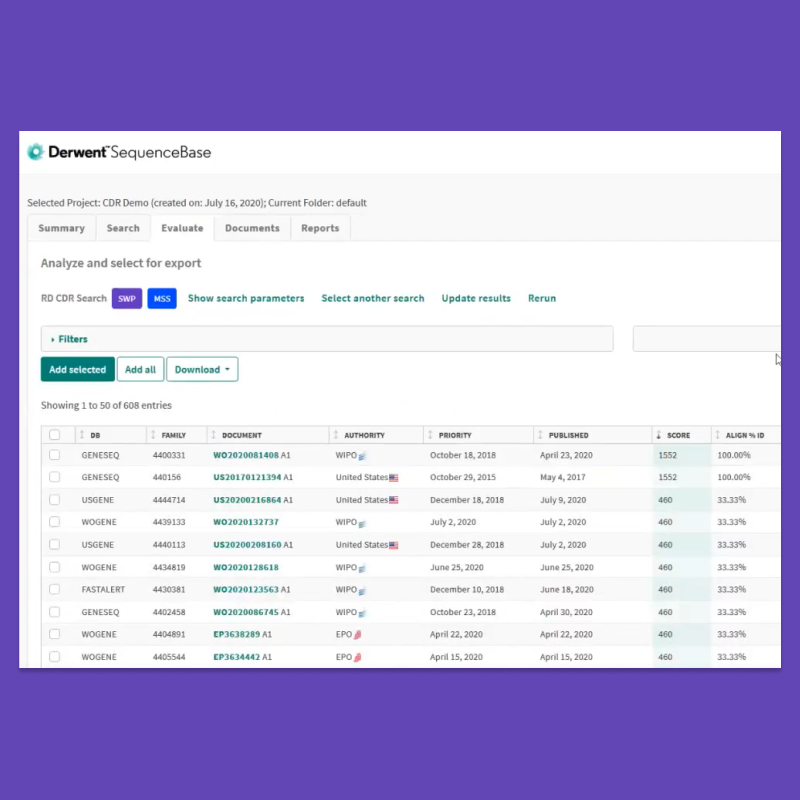 Derwent™ SequenceBase
Selected Project: CDR Demo (created on: July 16, 2020); Current Folder: default
Summary Search Evaluate Documents Reports
Analyze and select for export
RD CDR Search SWP MSS Show search parameters Select another search Update results Rerun
Filters
Add selected Add all Download
Showing 1 to 50 of 608 entries
DB FAMILY DOCUMENT AUTHORITY PRIORITY PUBLISHED SCORE ALIGN % ID
GENESEQ 4400331 WO2020081408 A1 WIPO October 18, 2018 April 23, 2020 1552 100.00%
GENESEQ 440156 US20170121394 A1 United States October 29, 2015 May 4, 2017 1552 100.00%
USGENE 4444714 US20200216864 A1 United States December 18, 2018 July 9, 2020 460 33.33%
WOGENE 4439133 WO2020132737 WIPO July 2, 2020 July 2, 2020 460 33.33%
USGENE 4440113 US20200208160 A1 United States December 28, 2018 July 2, 2020 460 33.33%
WOGENE 4434819 WO2020128618 WIPO June 25, 2020 June 25, 2020 460 33.33%
FASTALERT 4430381 WO2020123563 A1 WIPO December 10, 2018 June 18, 2020 460 33.33%
GENESEQ 4402458 WO2020086745 A1 WIPO October 23, 2018 April 30, 2020 460 33.33%
WOGENE 4404891 EP3638289 A1 EPO April 22, 2020 April 22, 2020 460 33.33%
WOGENE 4405544 EP3634442 A1 EPO April 15, 2020 April 15, 2020 460 33.33%